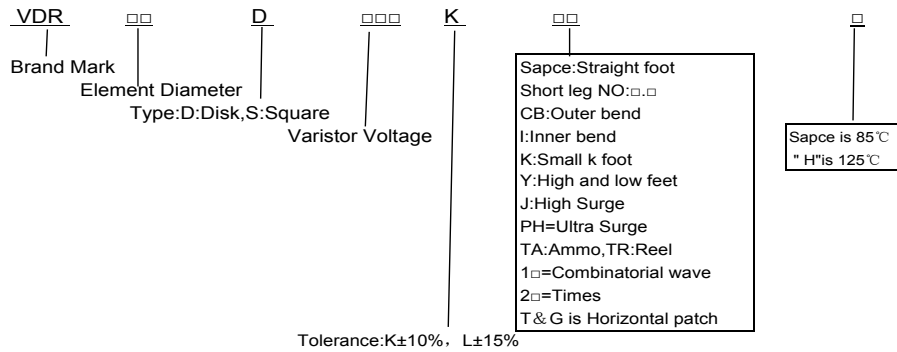 VDR □□ D □□□ K □□ □
Brand Mark
Element Diameter
Type:D:Disk,S:Square
Varistor Voltage
Tolerance:K±10%，L±15%
Sapce:Straight foot
Short leg NO:□.□
CB:Outer bend
I:Inner bend
K:Small k foot
Y:High and low feet
J:High Surge
PH=Ultra Surge
TA:Ammo,TR:Reel
1□=Combinatorial wave
2□=Times
T&G is Horizontal patch
Sapce is 85℃
" H"is 125℃